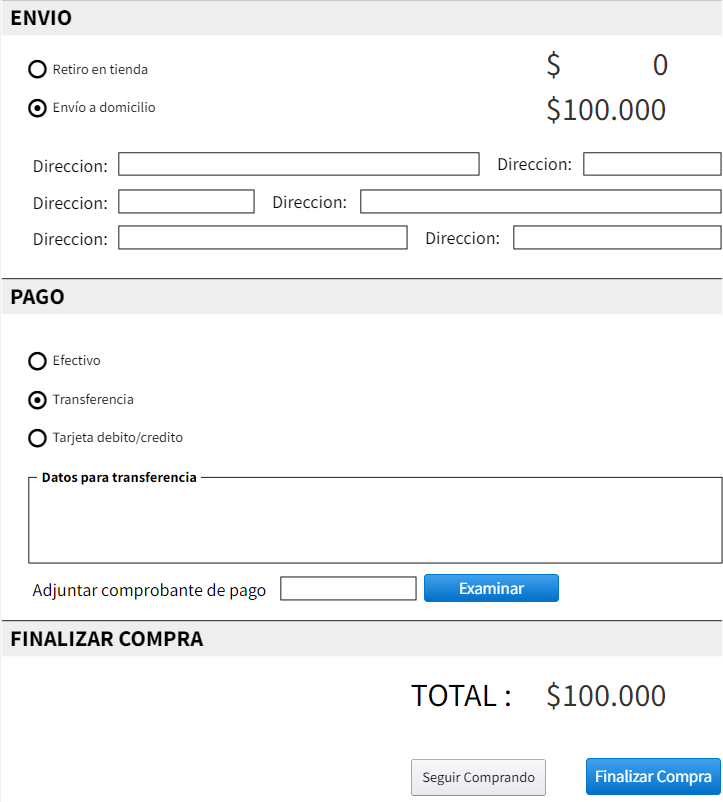 ENVIO
Retiro en tienda $ 0
Envío a domicilio $100.000
Direccion: Direccion:
Direccion: Direccion:
Direccion: Direccion:
PAGO
Efectivo
Transferencia
Tarjeta debito/credito
Datos para transferencia
Adjuntar comprobante de pago Examinar
FINALIZAR COMPRA
TOTAL : $100.000
Seguir Comprando Finalizar Compra